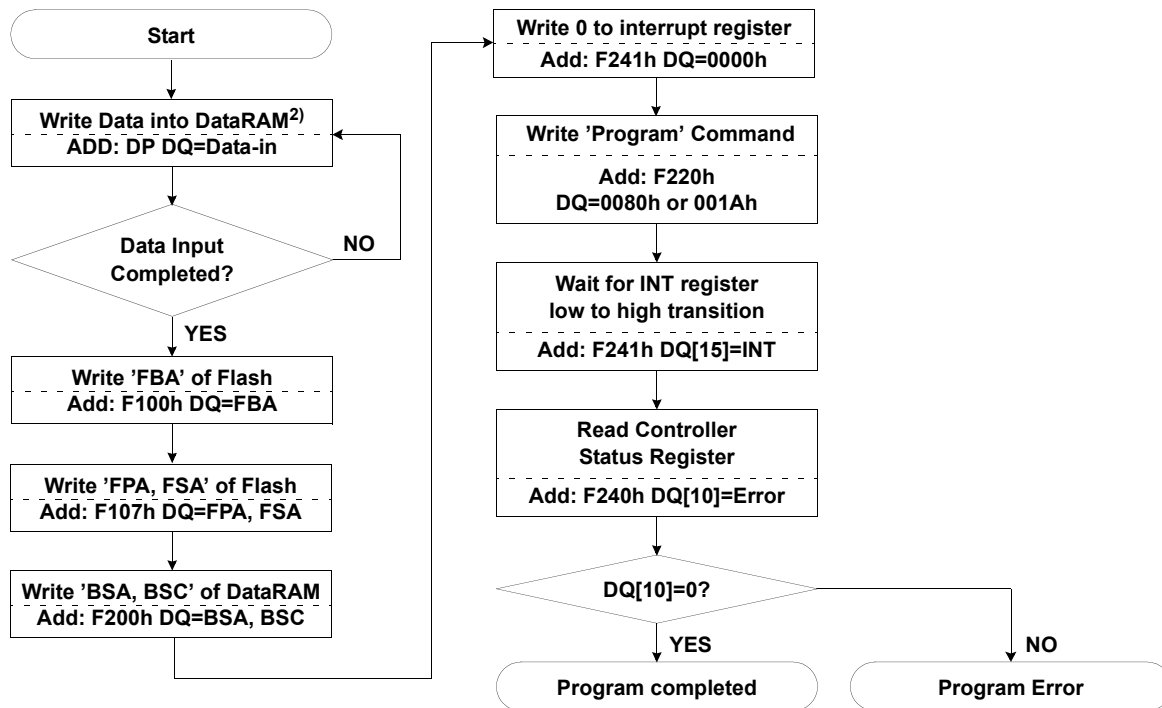 Start
Write Data into DataRAM2)
ADD: DP DQ=Data-in
Data Input
Completed?
NO
YES
Write ’FBA’ of Flash
Add: F100h DQ=FBA
Write ’FPA, FSA’ of Flash
Add: F107h DQ=FPA, FSA
Write ’BSA, BSC’ of DataRAM
Add: F200h DQ=BSA, BSC
Write 0 to interrupt register
Add: F241h DQ=0000h
Write ’Program’ Command
Add: F220h
DQ=0080h or 001Ah
Wait for INT register
low to high transition
Add: F241h DQ[15]=INT
Read Controller
Status Register
Add: F240h DQ[10]=Error
DQ[10]=0?
YES
NO
Program completed
Program Error